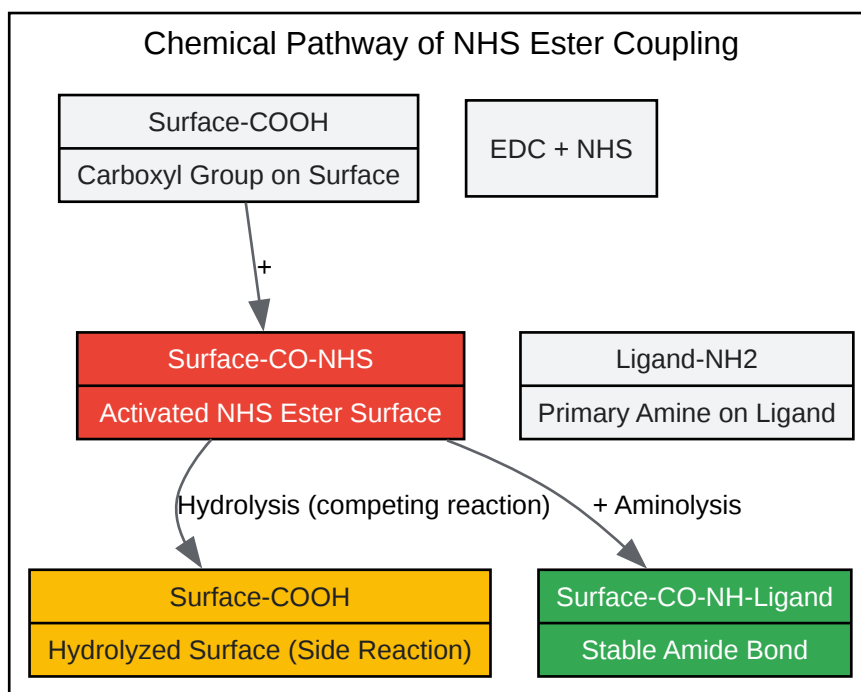 Chemical Pathway of NHS Ester Coupling
Surface-COOH
Carboxyl Group on Surface
EDC + NHS
+
Surface-CO-NHS
Activated NHS Ester Surface
Ligand-NH2
Primary Amine on Ligand
Hydrolysis (competing reaction)
+ Aminolysis
Surface-COOH
Hydrolyzed Surface (Side Reaction)
Surface-CO-NH-Ligand
Stable Amide Bond